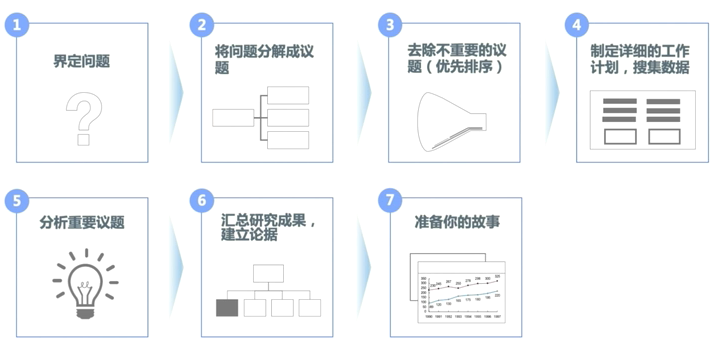 1
界定问题
2
将问题分解成议
题
3
去除不重要的议
题（优先排序）
4
制定详细的工作
计划，搜集数据
5
分析重要议题
6
汇总研究成果，
建立论据
7
准备你的故事